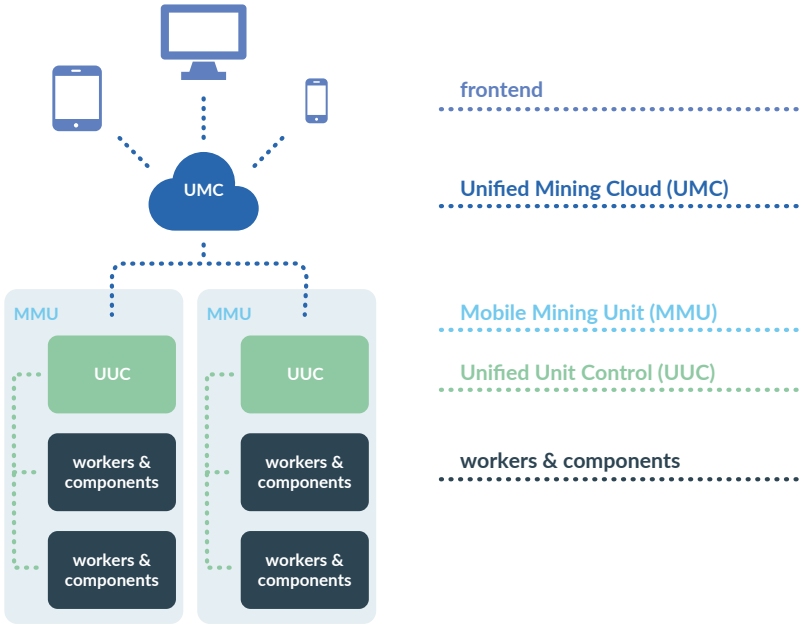 frontend
UMC
Unified Mining Cloud (UMC)
MMU
MMU
Mobile Mining Unit (MMU)
UUC
UUC
Unified Unit Control (UUC)
workers &
components
workers &
components
workers & components
workers &
components
workers &
components